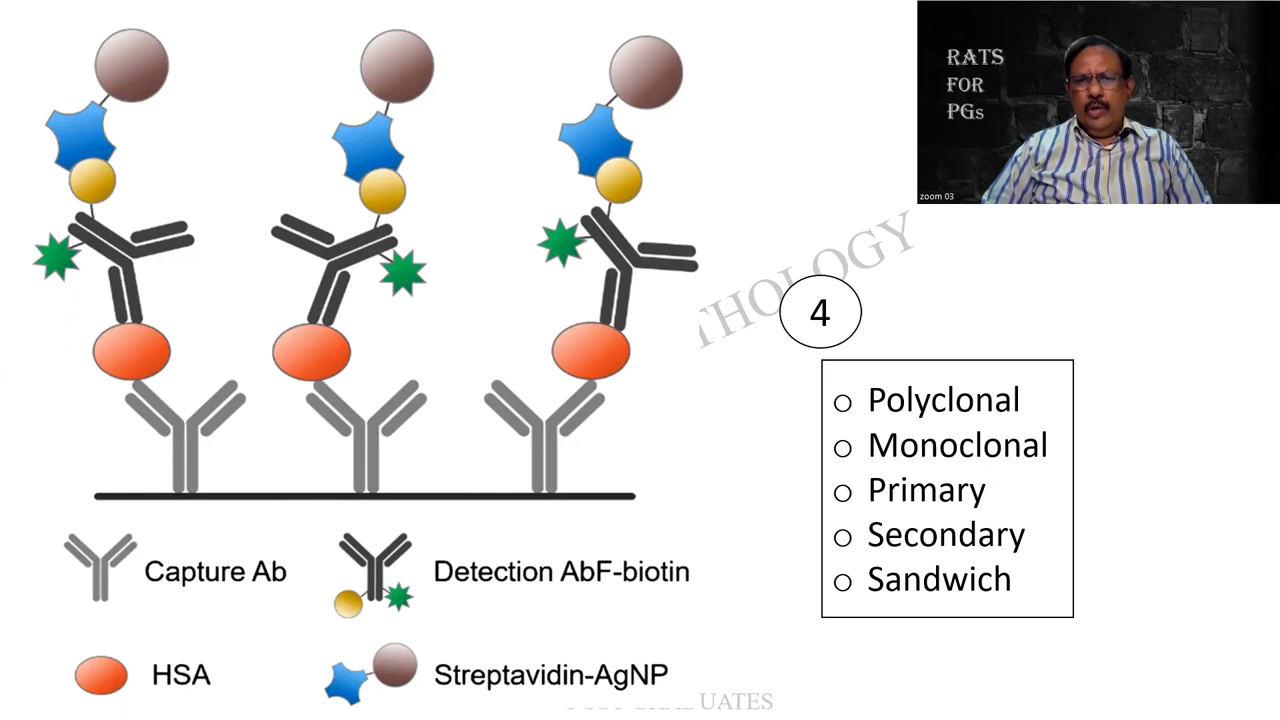 RATS
FOR
PGs
zoom 03
THOLOGY
4
Polyclonal
Monoclonal
Primary
Secondary
Sandwich
Capture Ab
Detection AbF-biotin
HSA
Streptavidin-AgNP
UATES